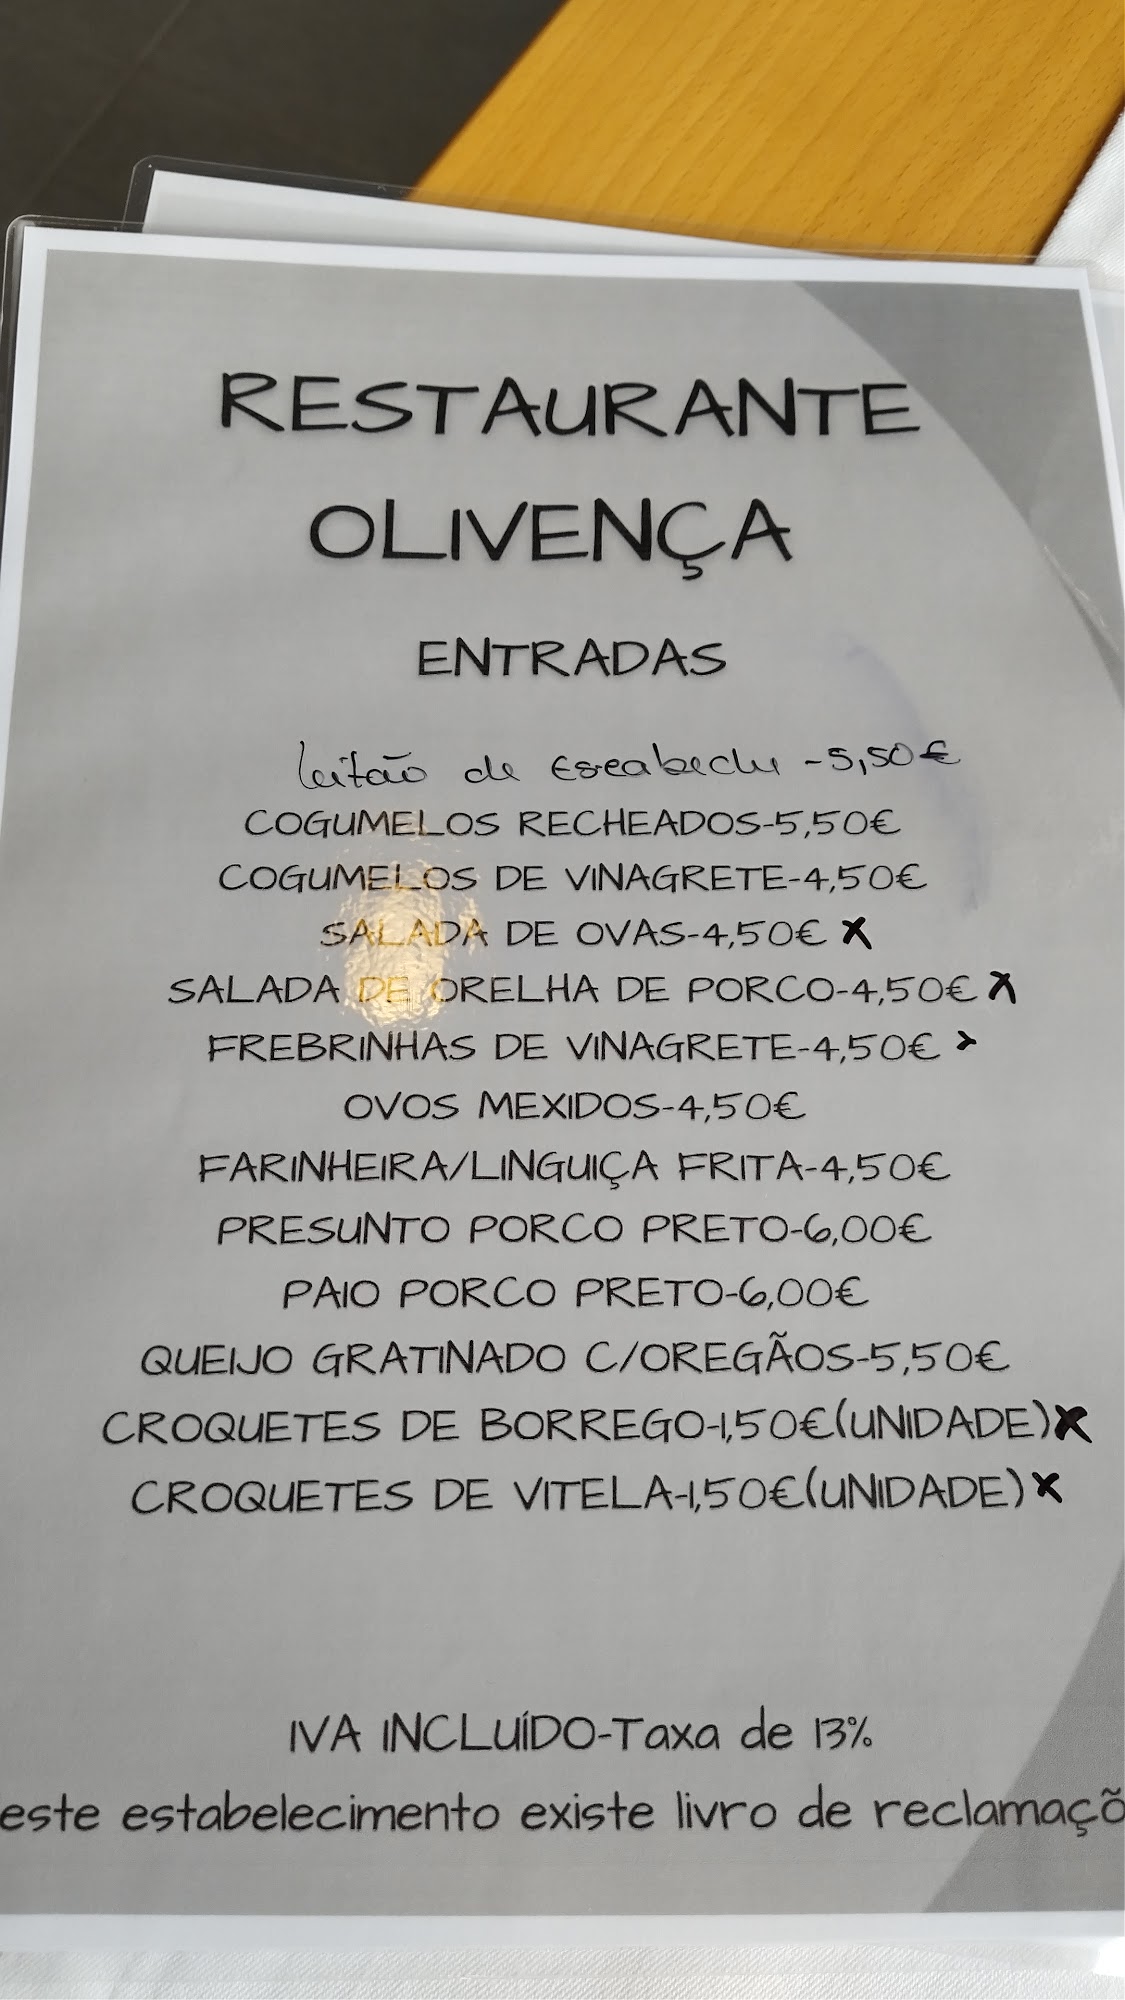 RESTAURANTE
OLIVENÇA
ENTRADAS
leitão de Escabeche -5,50€
COGUMELOS RECHEADOS-5,50€
COGUMELOS DE VINAGRETE-4,50€
SALADA DE OVAS-4,50€ X
SALADA DE ORELHA DE PORCO-4,50€ X
FREBRINHAS DE VINAGRETE-4,50€
OVOS MEXIDOS-4,50€
FARINHEIRA/LINGUIÇA FRITA-4,50€
PRESUNTO PORCO PRETO-6,00€
PAIO PORCO PRETO-6,00€
QUEIJO GRATINADO C/OREGÃOS-5,50€
CROQUETES DE BORREGO-1,50€(UNIDADE) X
CROQUETES DE VITELA-1,50€(UNIDADE) X
IVA INCLUÍDO-Taxa de 13%
este estabelecimento existe livro de reclamaçõ